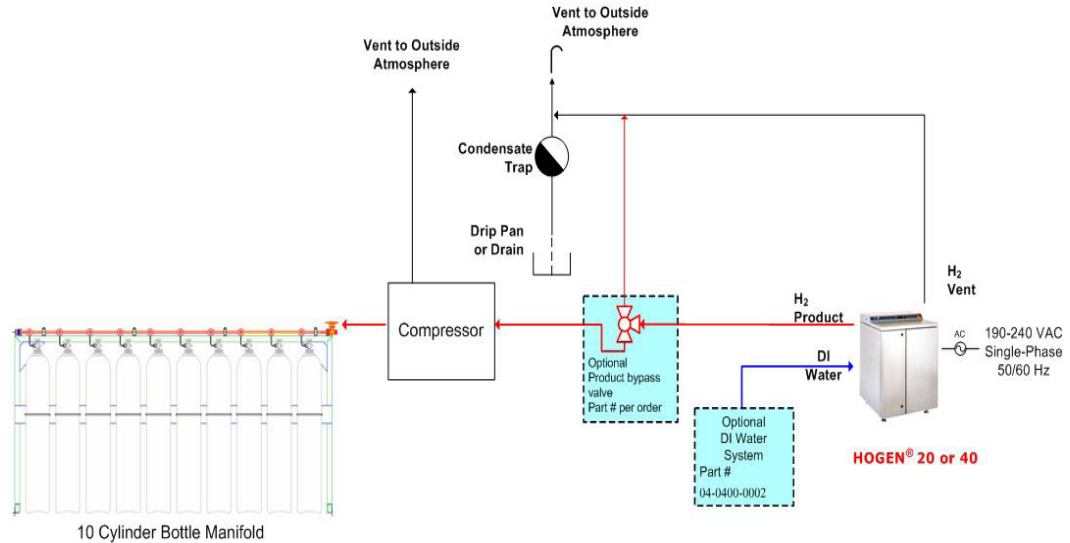 Vent to Outside
Atmosphere
Vent to Outside
Atmosphere
Condensate
Trap
Drip Pan
or Drain
H2
Vent
H2
Product
Compressor
AC
190-240 VAC
Single-Phase
50/60 Hz
DI
Water
Optional
Product bypass
valve
Part # per order
Optional
DI Water
System
Part #
04-0400-0002
HOGEN® 20 or 40
10 Cylinder Bottle Manifold